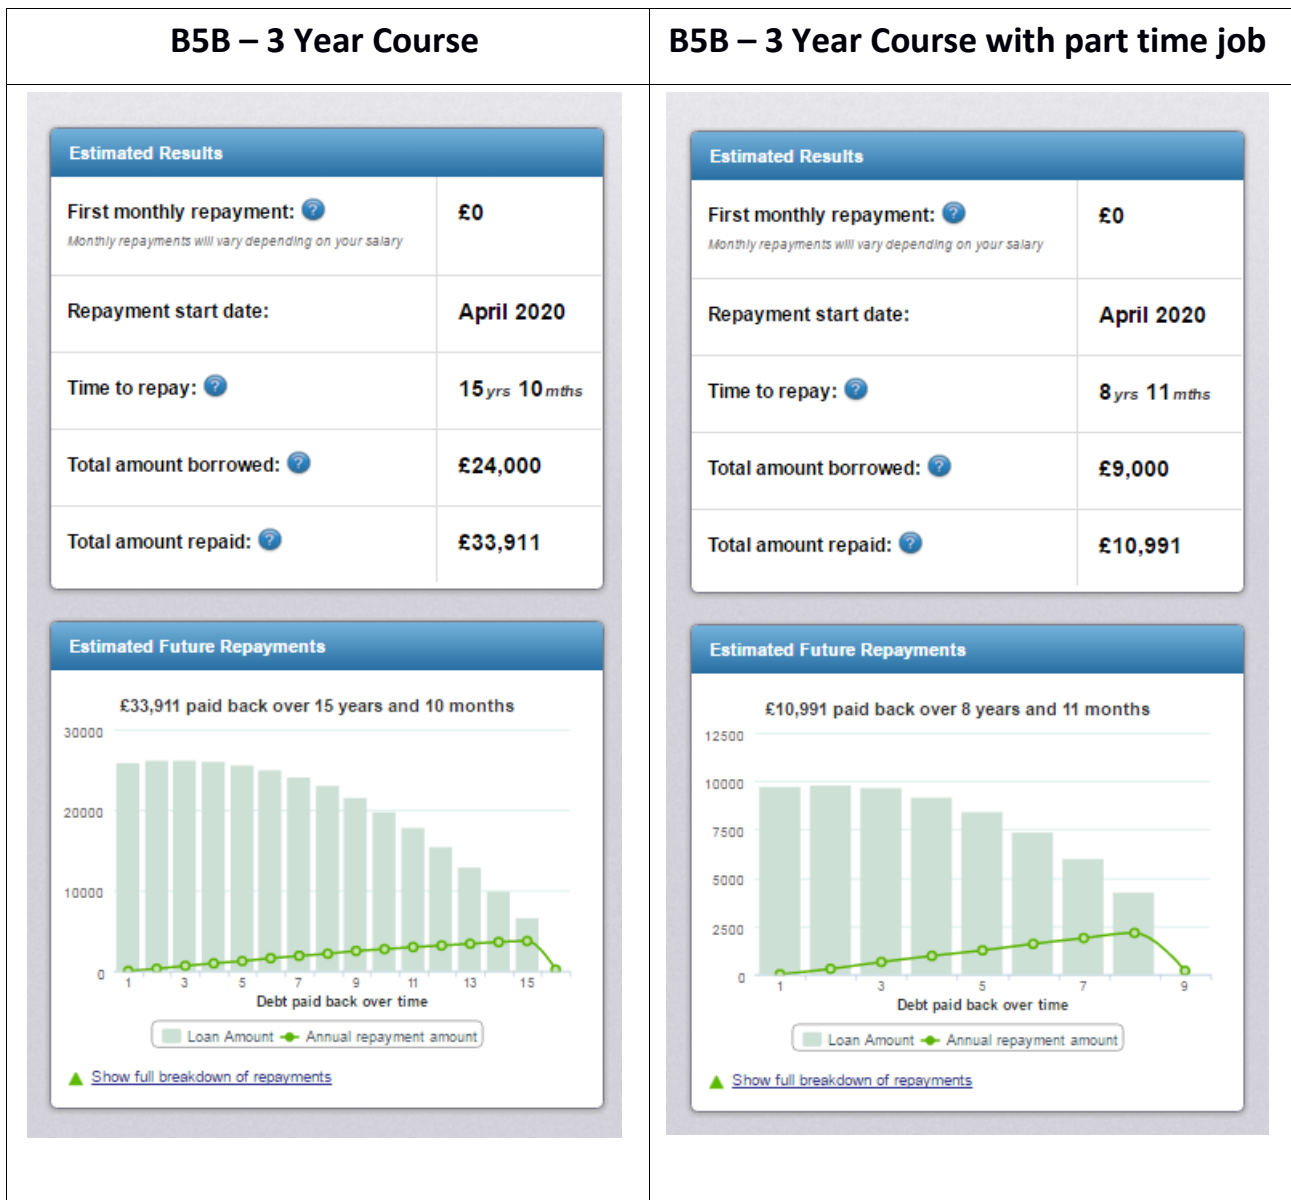 B5B – 3 Year Course
Estimated Results
First monthly repayment: ?
£0
Monthly repayments will vary depending on your salary
Repayment start date:
April 2020
Time to repay: ?
15 yrs 10 mths
Total amount borrowed: ?
£24,000
Total amount repaid: ?
£33,911
Estimated Future Repayments
£33,911 paid back over 15 years and 10 months
30000
20000
10000
0
1 3 5 7 9 11 13 15
Debt paid back over time
Loan Amount Annual repayment amount
Show full breakdown of repayments
B5B – 3 Year Course with part time job
Estimated Results
First monthly repayment: ?
£0
Monthly repayments will vary depending on your salary
Repayment start date:
April 2020
Time to repay: ?
8 yrs 11 mths
Total amount borrowed: ?
£9,000
Total amount repaid: ?
£10,991
Estimated Future Repayments
£10,991 paid back over 8 years and 11 months
12500
10000
7500
5000
2500
0
1 3 5 7 9
Debt paid back over time
Loan Amount Annual repayment amount
Show full breakdown of repayments